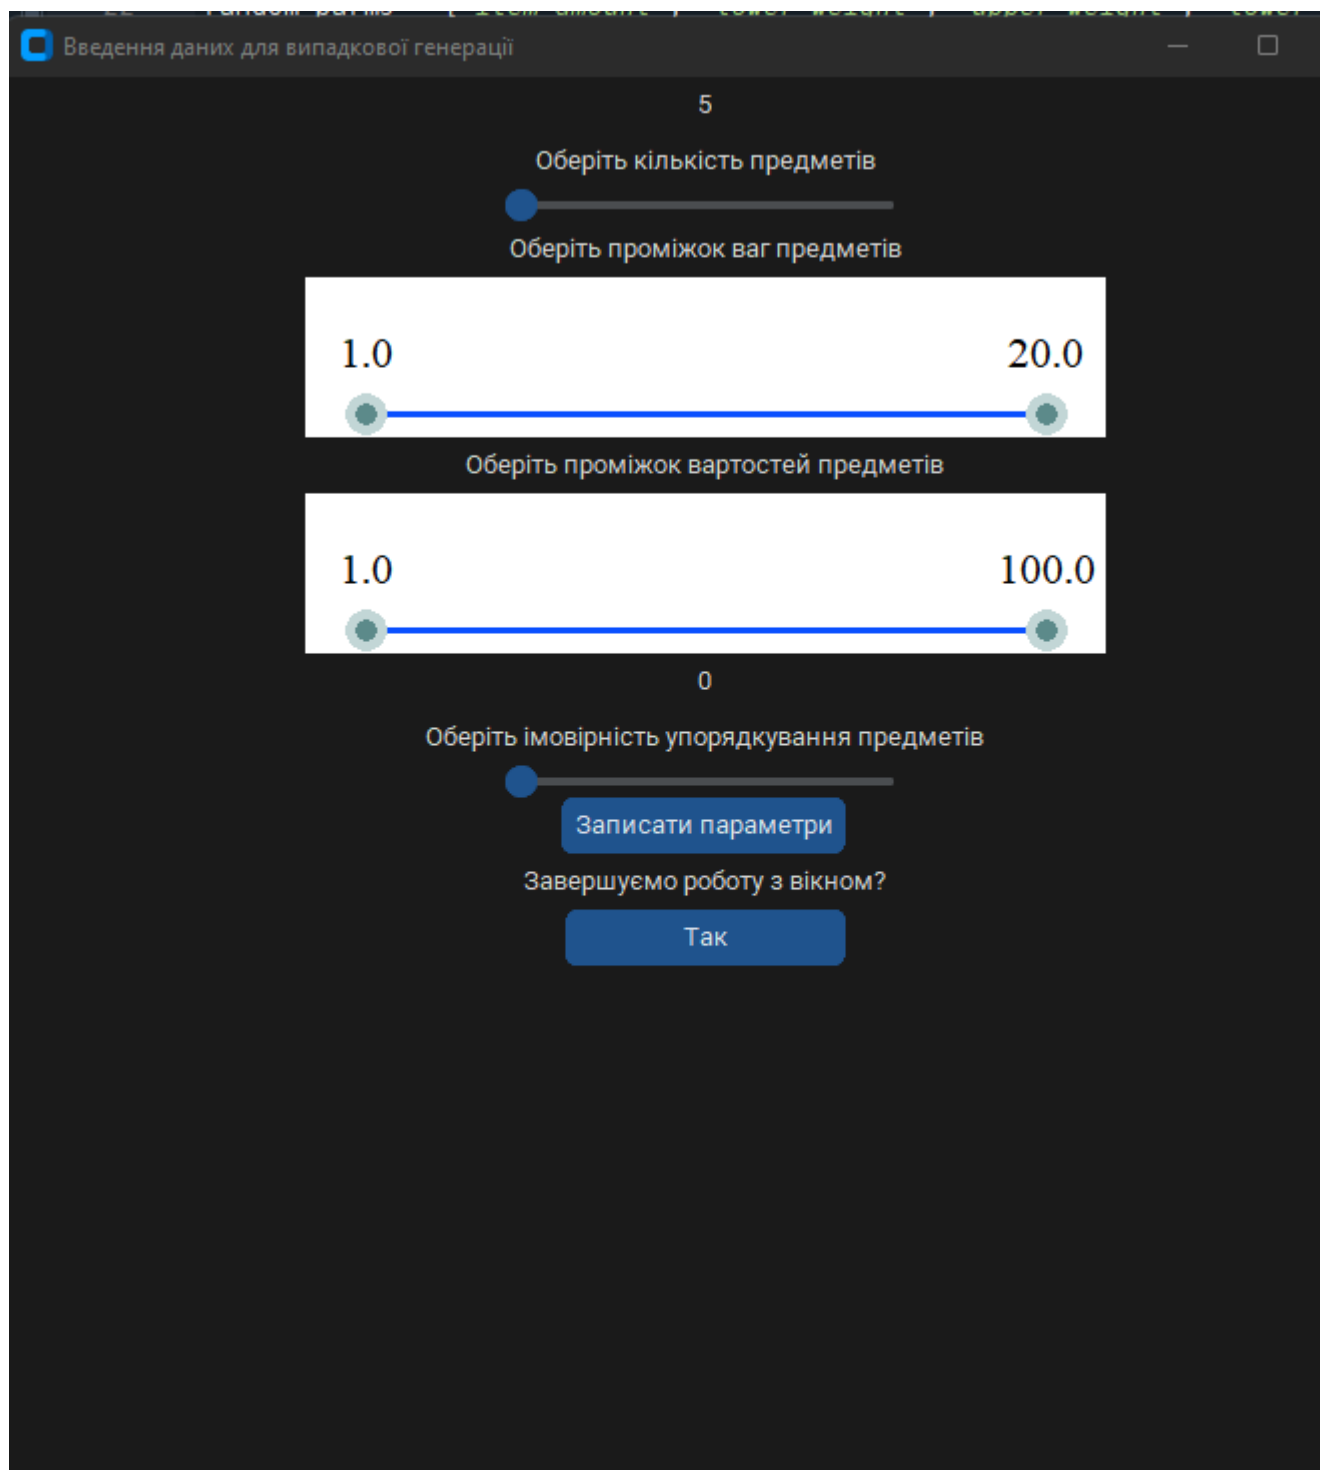 Введення даних для випадкової генерації
5
Оберіть кількість предметів
Оберіть проміжок ваг предметів
1.0 20.0
Оберіть проміжок вартостей предметів
1.0 100.0
0
Оберіть імовірність упорядкування предметів
Записати параметри
Завершуємо роботу з вікном?
Так